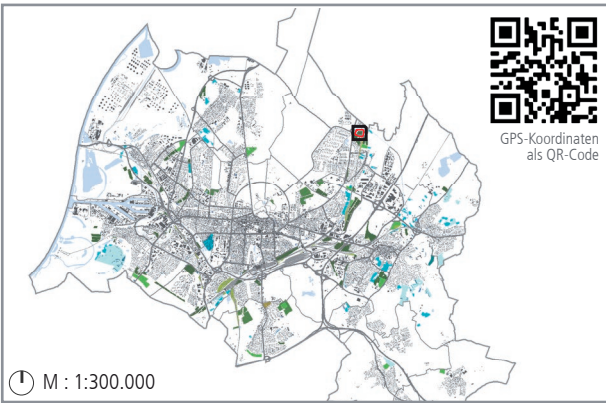 GPS-Koordinaten
als QR-Code
M : 1:300.000